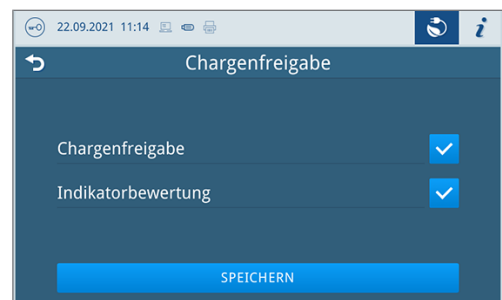 22.09.2021 11:14
i
Chargenfreigabe
Chargenfreigabe
Indikatorbewertung
SPEICHERN